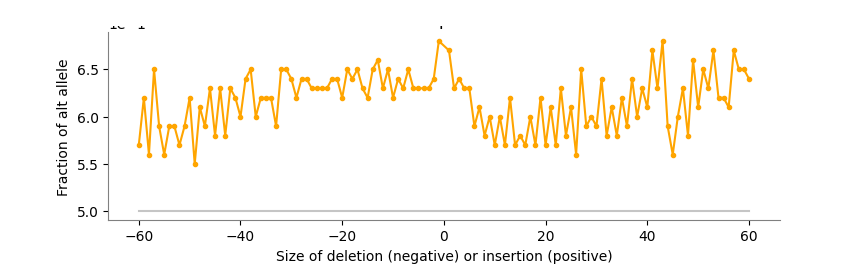 6.5
6.0
5.5
5.0
Fraction of alt allele
−60 −40 −20 0 20 40 60
Size of deletion (negative) or insertion (positive)